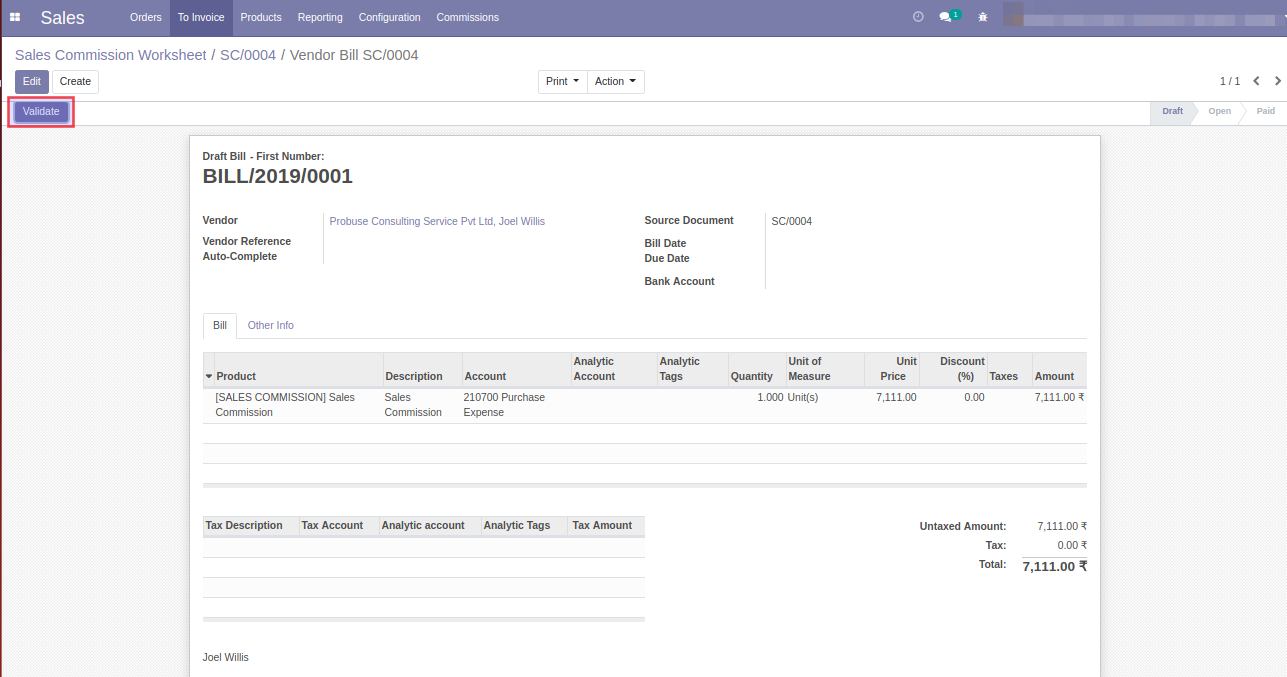 Sales Orders To Invoice Products Reporting Configuration Commissions 1
Sales Commission Worksheet / SC/0004 / Vendor Bill SC/0004
Edit Create Print Action 1 / 1
Validate Draft Open Paid
Draft Bill - First Number:
BILL/2019/0001
Vendor Probuse Consulting Service Pvt Ltd, Joel Willis
Vendor Reference
Auto-Complete
Source Document SC/0004
Bill Date
Due Date
Bank Account
Bill Other Info
Product Description Account Analytic Account Analytic Tags Quantity Unit of Measure Unit Price Discount (%) Taxes Amount
[SALES COMMISSION] Sales Commission Sales Commission 210700 Purchase Expense 1.000 Unit(s) 7,111.00 0.00 7,111.00 ₹
Tax Description Tax Account Analytic account Analytic Tags Tax Amount
Untaxed Amount: 7,111.00 ₹
Tax: 0.00 ₹
Total: 7,111.00 ₹
Joel Willis